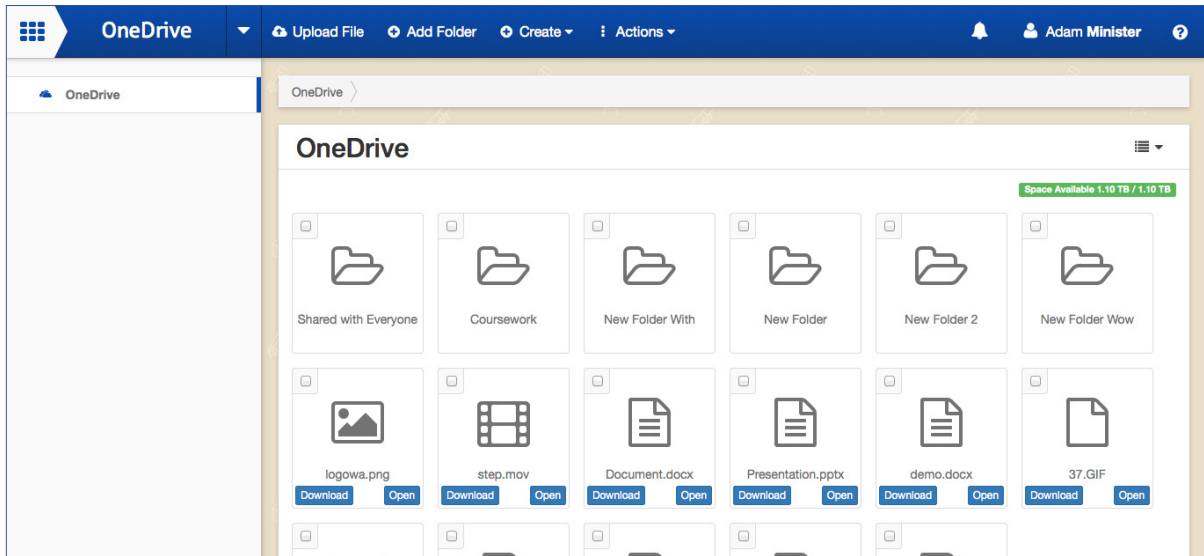 OneDrive Upload File Add Folder Create Actions Adam Minister
OneDrive
OneDrive
OneDrive
Space Available 1.10 TB / 1.10 TB
Shared with Everyone Coursework New Folder With New Folder New Folder 2 New Folder Wow
logowa.png step.mov Document.docx Presentation.pptx demo.docx 37.GIF
Download Open Download Open Download Open Download Open Download Open Download Open